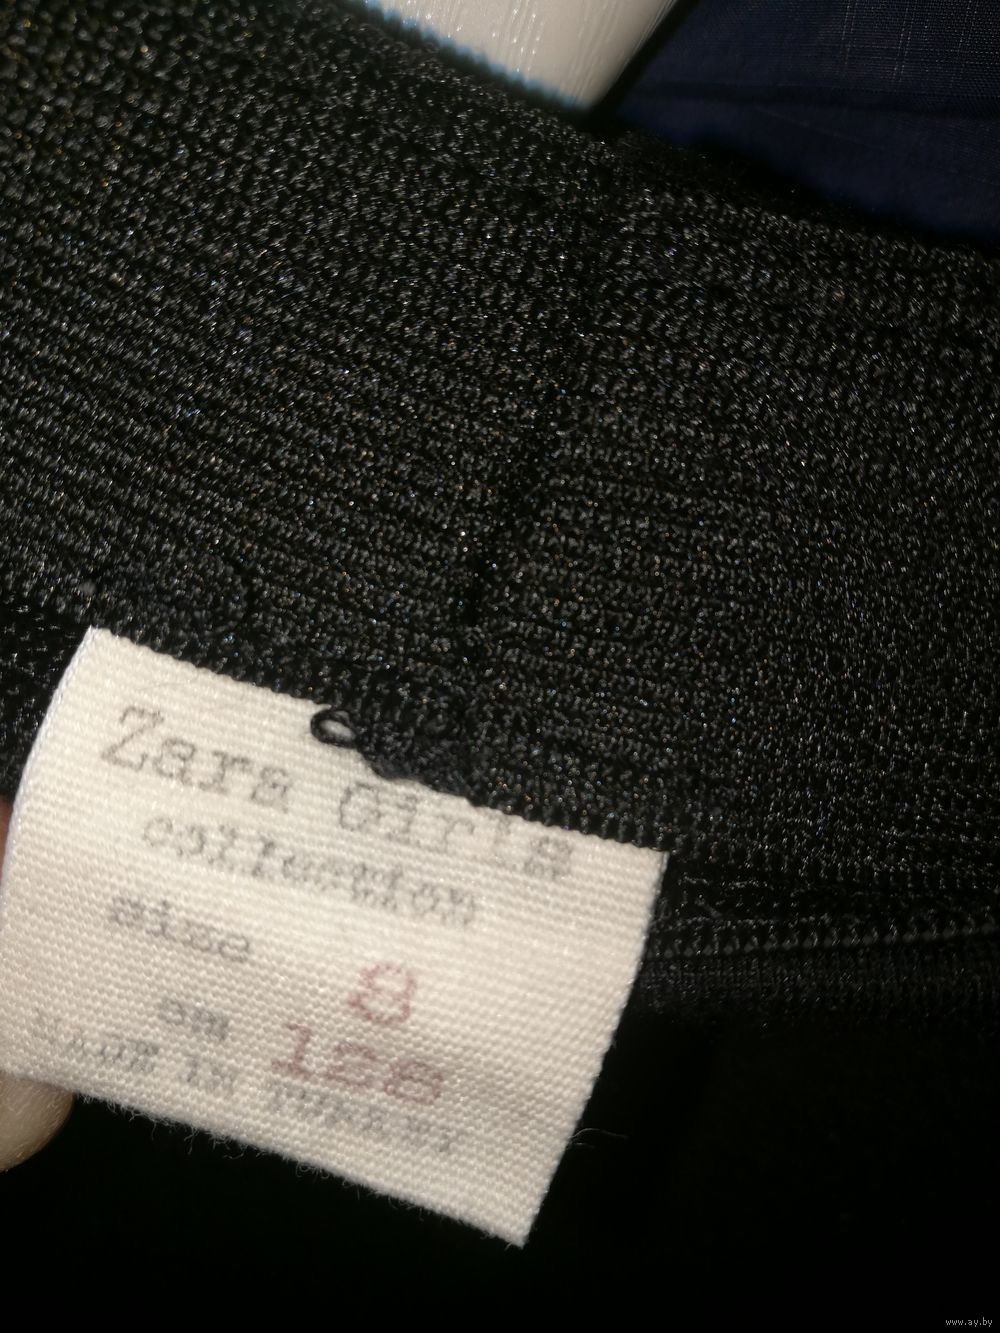 Zara Girls
collection
size 8
cm 128
MADE IN TURKEY
www.ay.by